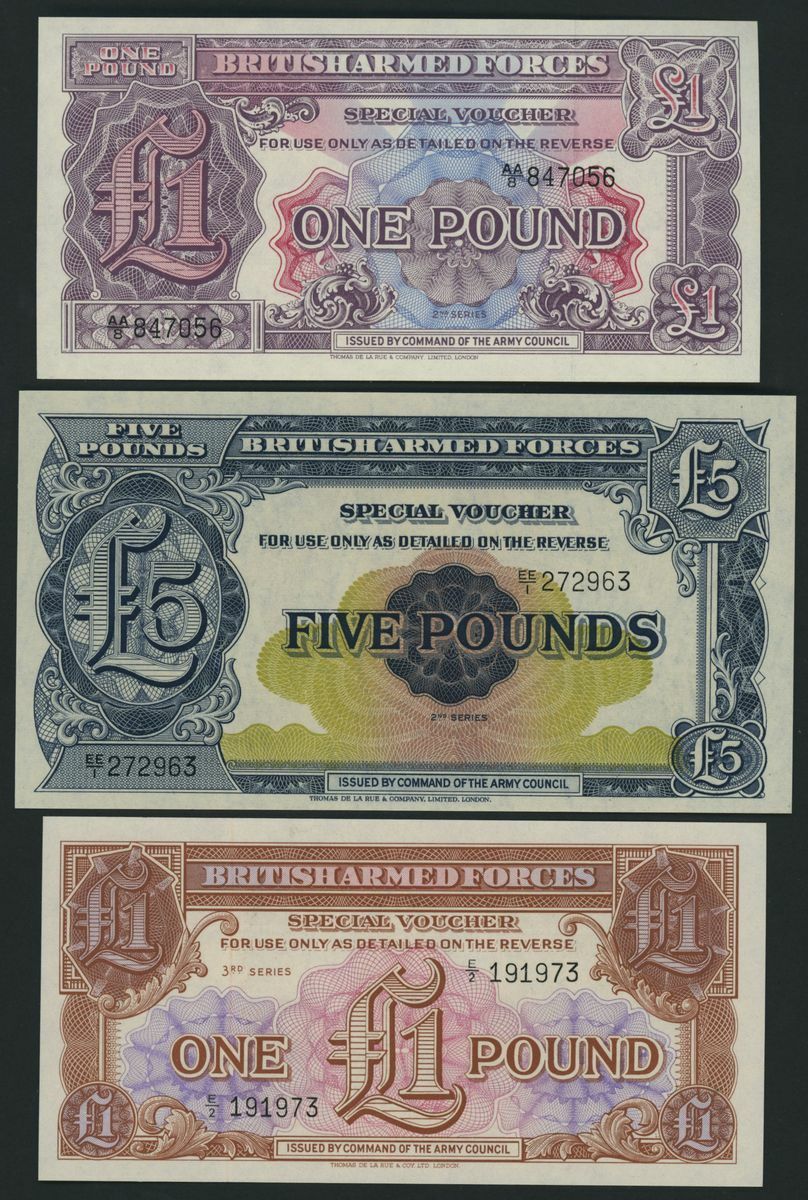 ONE
POUND
BRITISH ARMED FORCES
£1
SPECIAL VOUCHER
FOR USE ONLY AS DETAILED ON THE REVERSE
AA/8 847056
£1
ONE POUND
£1
2ND SERIES
AA/8 847056
ISSUED BY COMMAND OF THE ARMY COUNCIL
THOMAS DE LA RUE & COMPANY, LIMITED, LONDON
FIVE
POUNDS
BRITISH ARMED FORCES
£5
SPECIAL VOUCHER
FOR USE ONLY AS DETAILED ON THE REVERSE
EE/1 272963
£5
FIVE POUNDS
2ND SERIES
£5
EE/1 272963
ISSUED BY COMMAND OF THE ARMY COUNCIL
THOMAS DE LA RUE & COMPANY, LIMITED, LONDON.
£1
BRITISH ARMED FORCES
£1
SPECIAL VOUCHER
FOR USE ONLY AS DETAILED ON THE REVERSE
3RD SERIES
E/2 191973
ONE £1 POUND
E/2 191973
£1
£1
ISSUED BY COMMAND OF THE ARMY COUNCIL
THOMAS DE LA RUE & COY. LTD. LONDON.